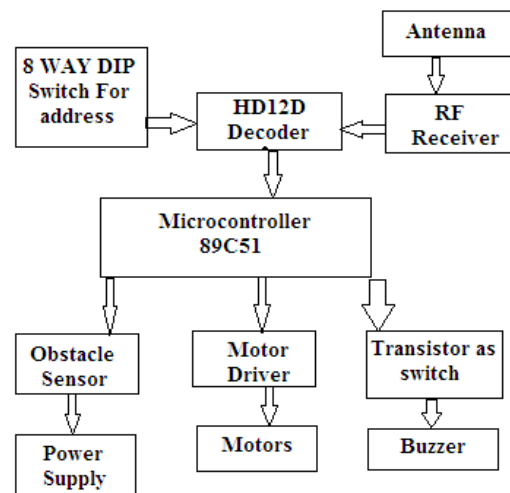 Antenna
8 WAY DIP
Switch For
address
HD12D
Decoder
RF
Receiver
Microcontroller
89C51
Obstacle
Sensor
Motor
Driver
Transistor as
switch
Power
Supply
Motors
Buzzer